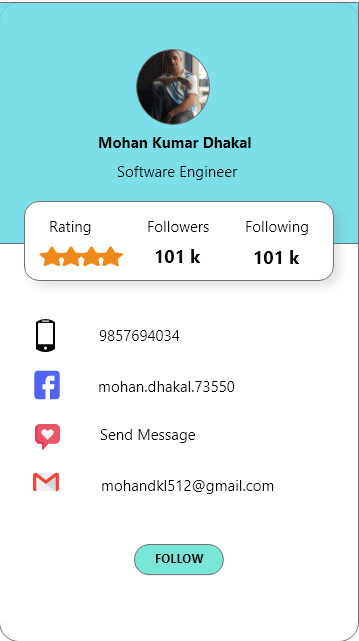 Mohan Kumar Dhakal
Software Engineer
Rating Followers Following
101 k 101 k
9857694034
mohan.dhakal.73550
Send Message
mohandkl512@gmail.com
FOLLOW